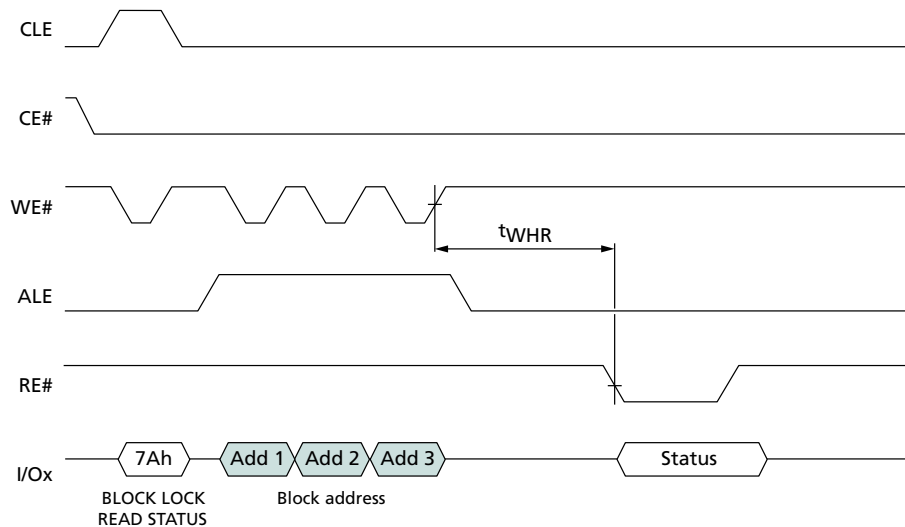 CLE
CE#
WE#
tWHR
ALE
RE#
I/Ox
7Ah
Add 1
Add 2
Add 3
Status
BLOCK LOCK
READ STATUS
Block address